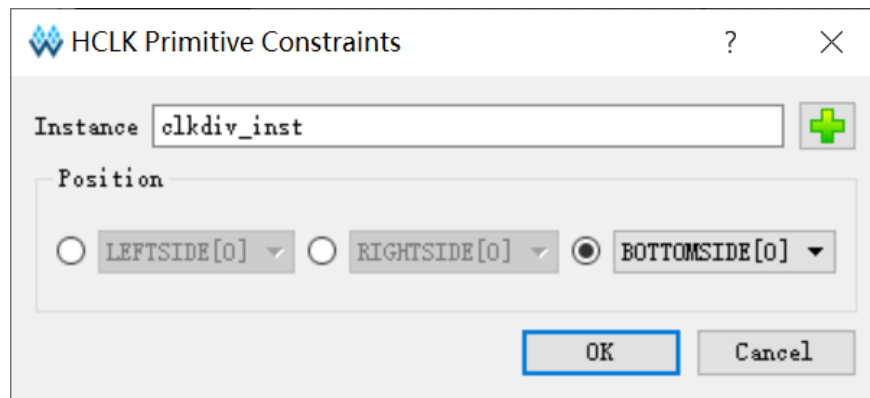 HCLK Primitive Constraints ? ×
Instance clkdiv_inst
Position
LEFTSIDE[0] RIGHTSIDE[0] BOTTOMSIDE[0]
OK Cancel